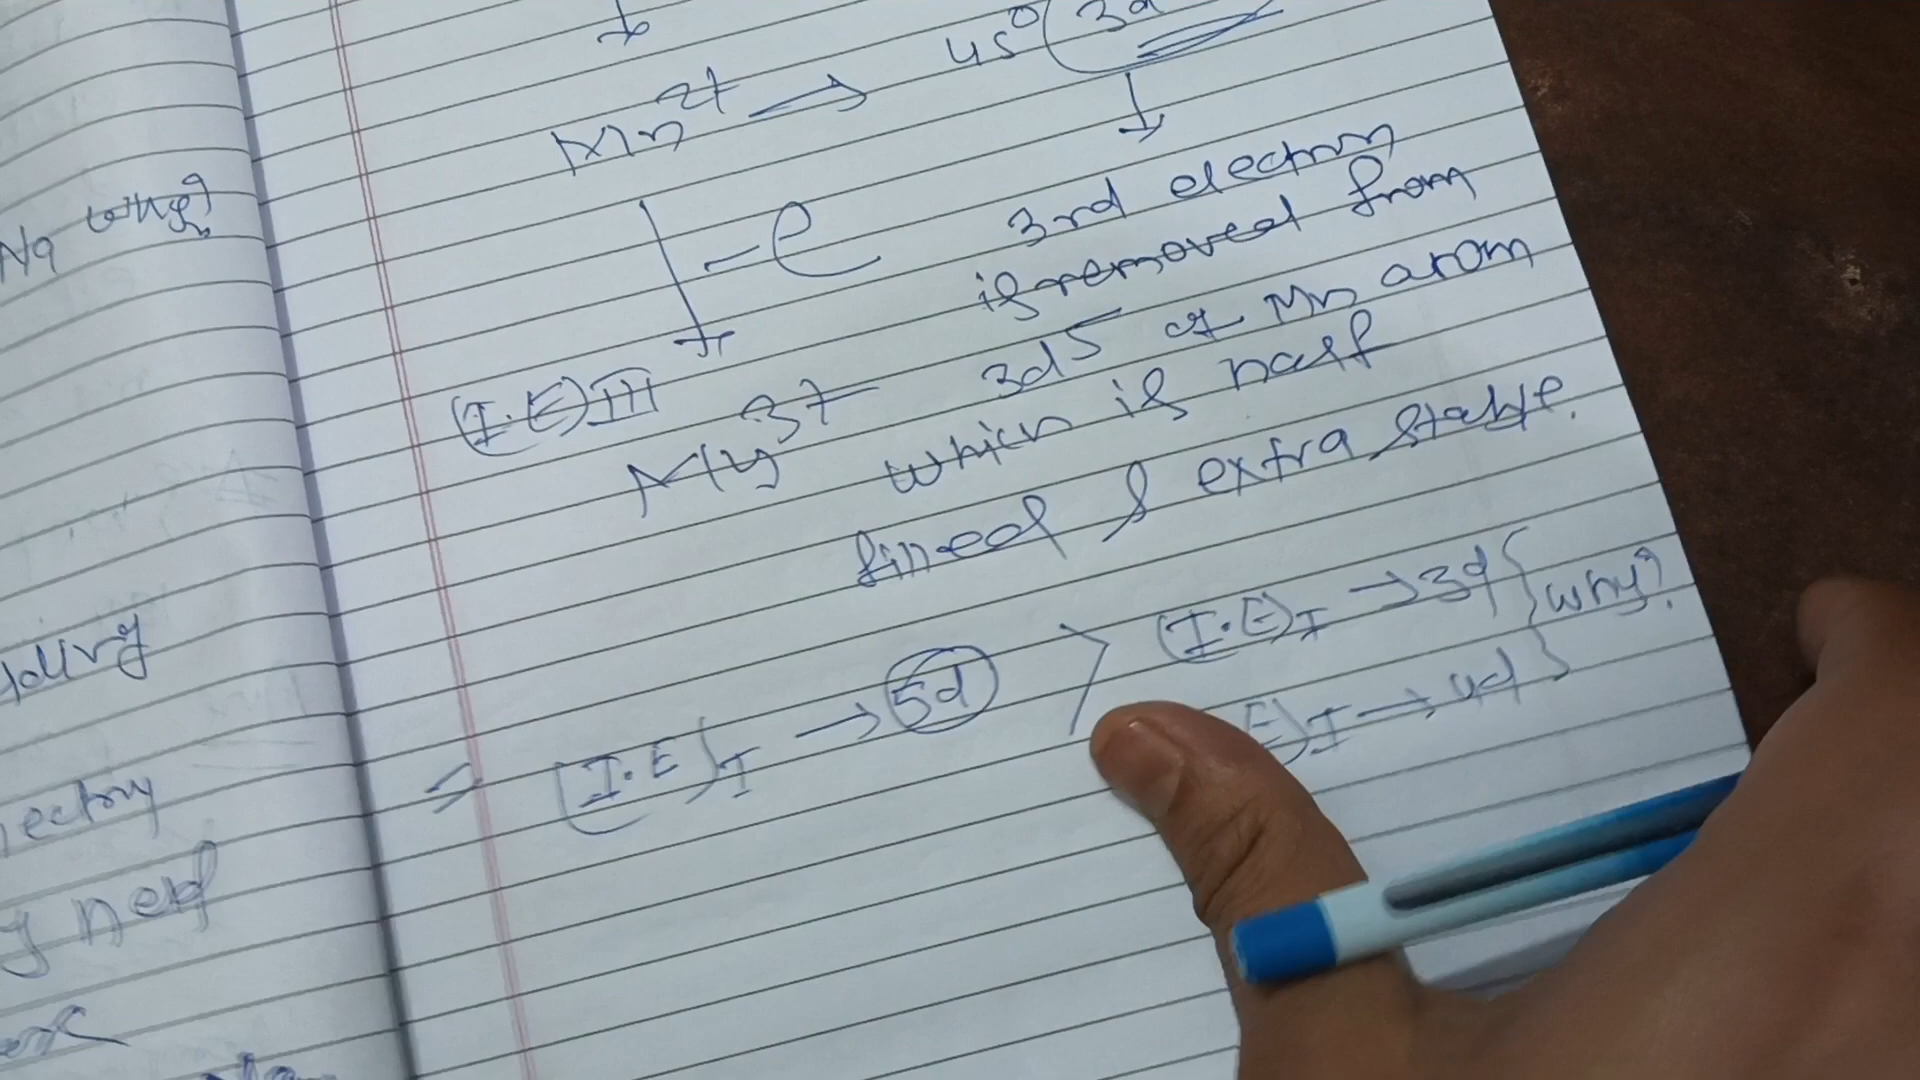 Na why?
4s⁰ (3d
Mn²⁺ →
3rd electron
-e
is removed from
3d⁵ of Mn atom
(I.E)III
Mn³⁺
which is half
filled & extra stable.
(I.E)I → 5d > (I.E)I → 3d } why?
E)I → 4d }